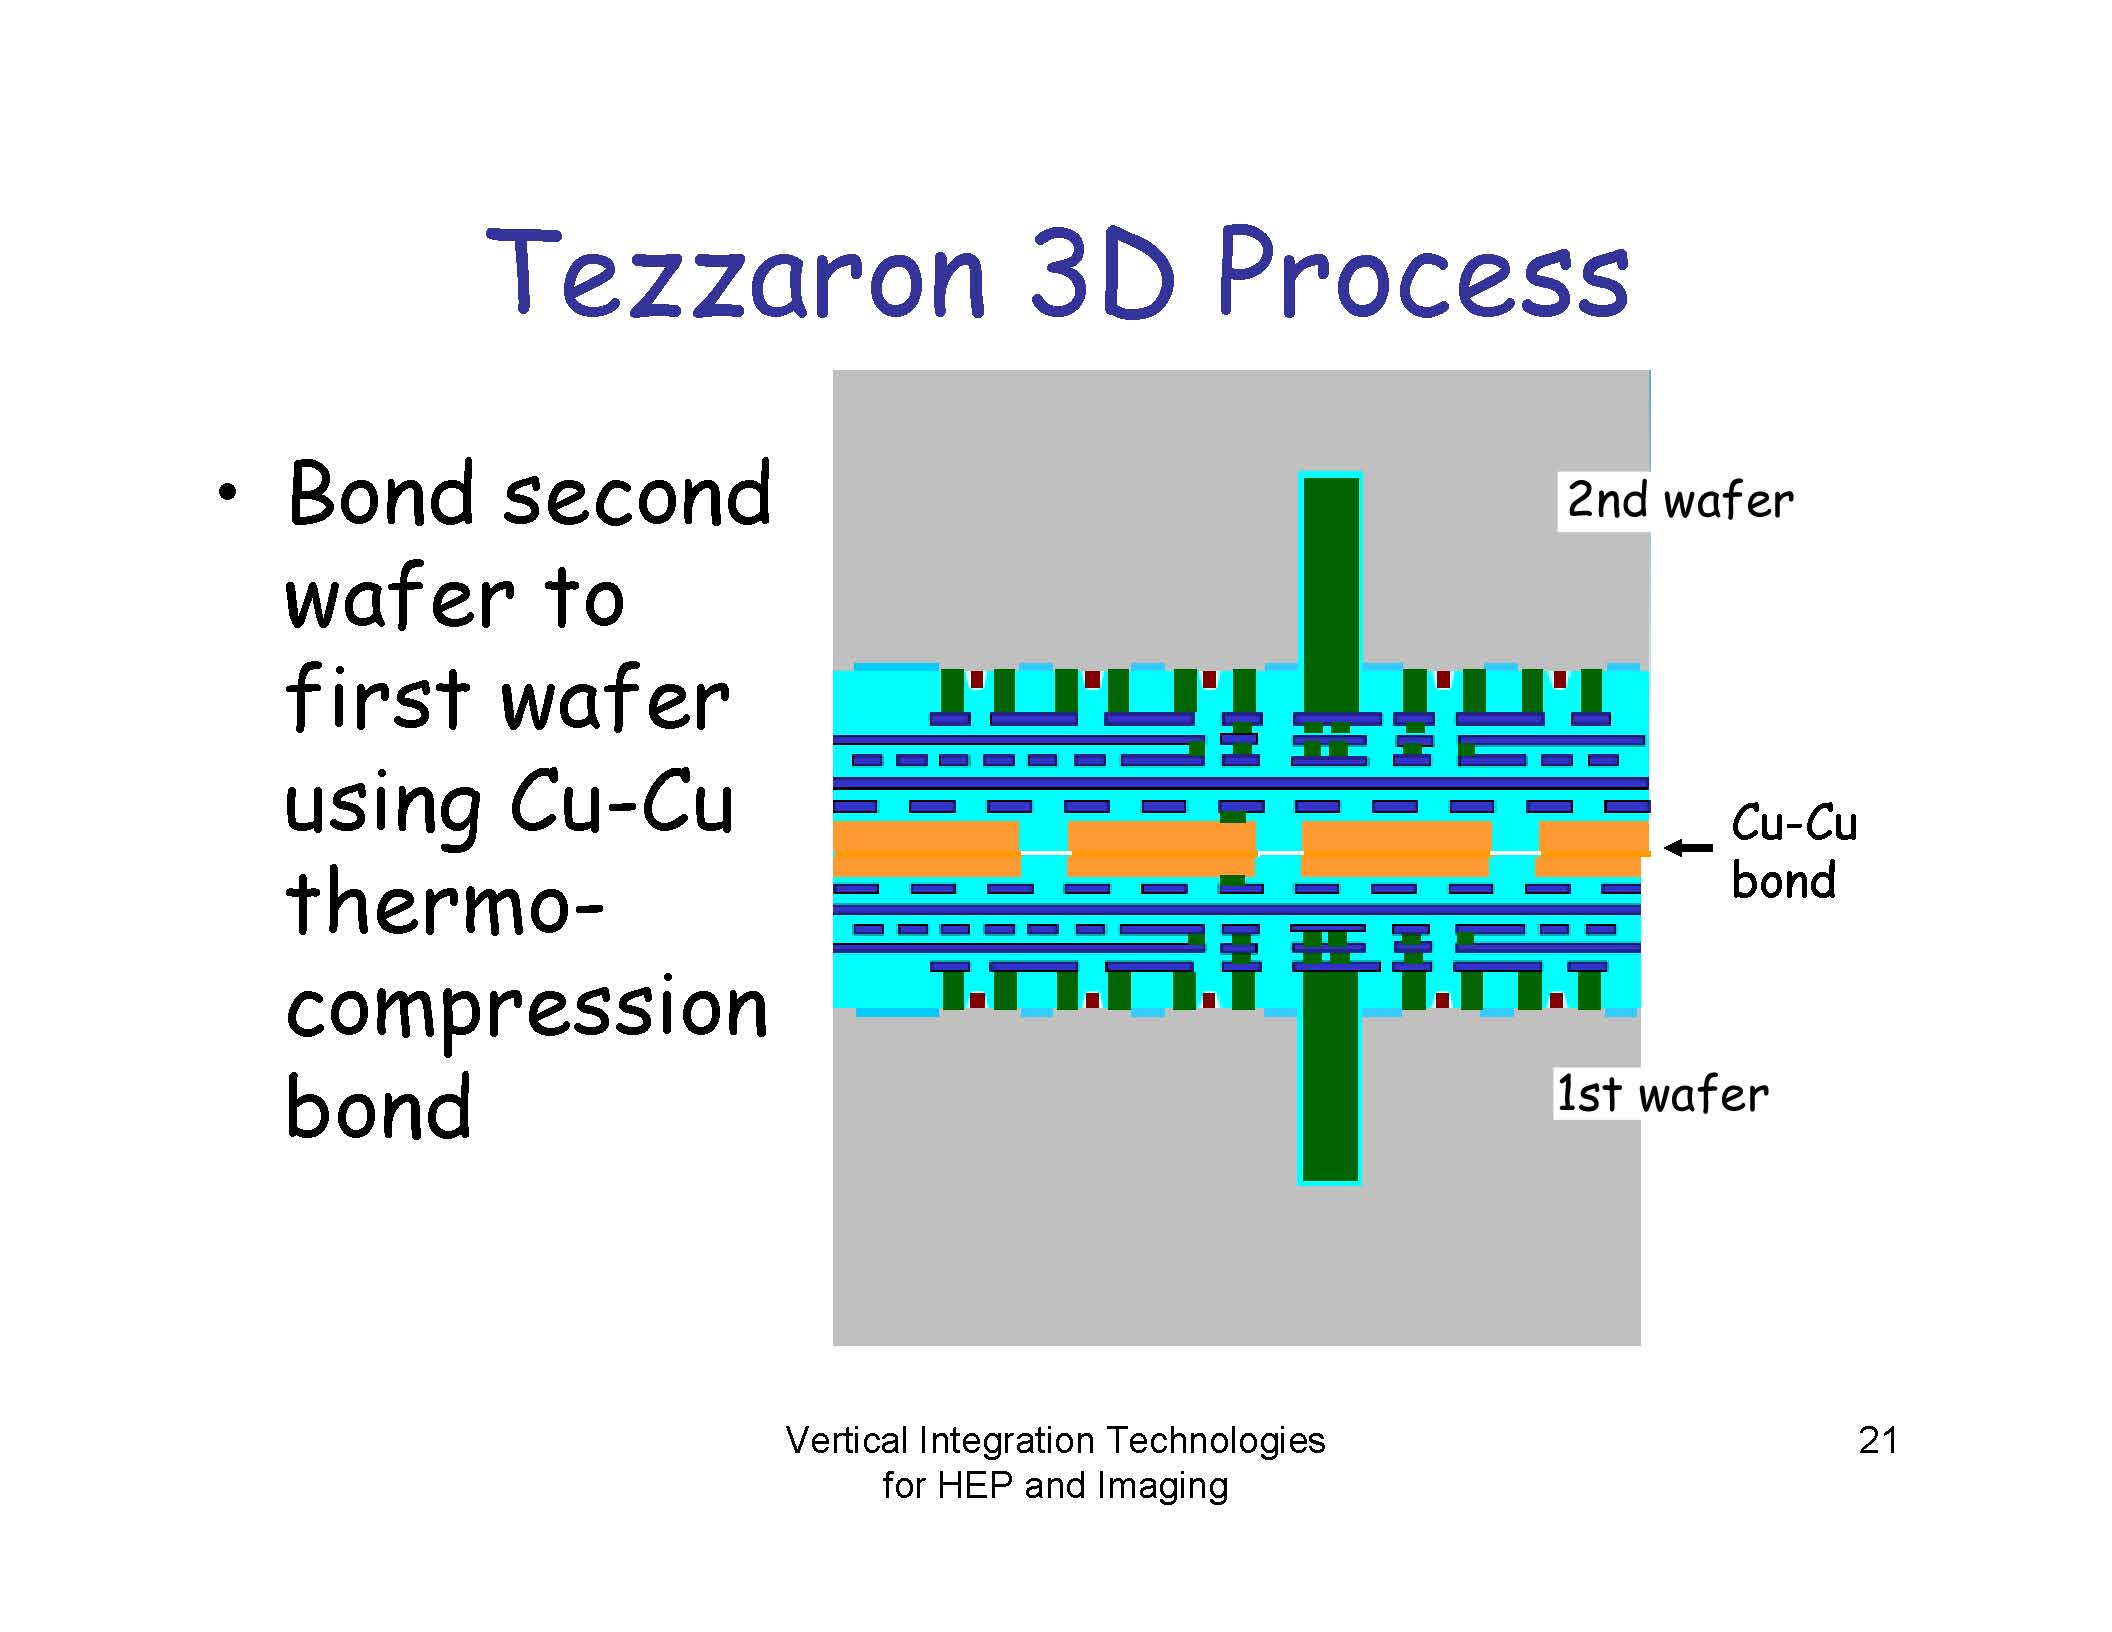 Tezzaron 3D Process
• Bond second
wafer to
first wafer
using Cu-Cu
thermo-
compression
bond
2nd wafer
Cu-Cu
bond
1st wafer
Vertical Integration Technologies
for HEP and Imaging
21